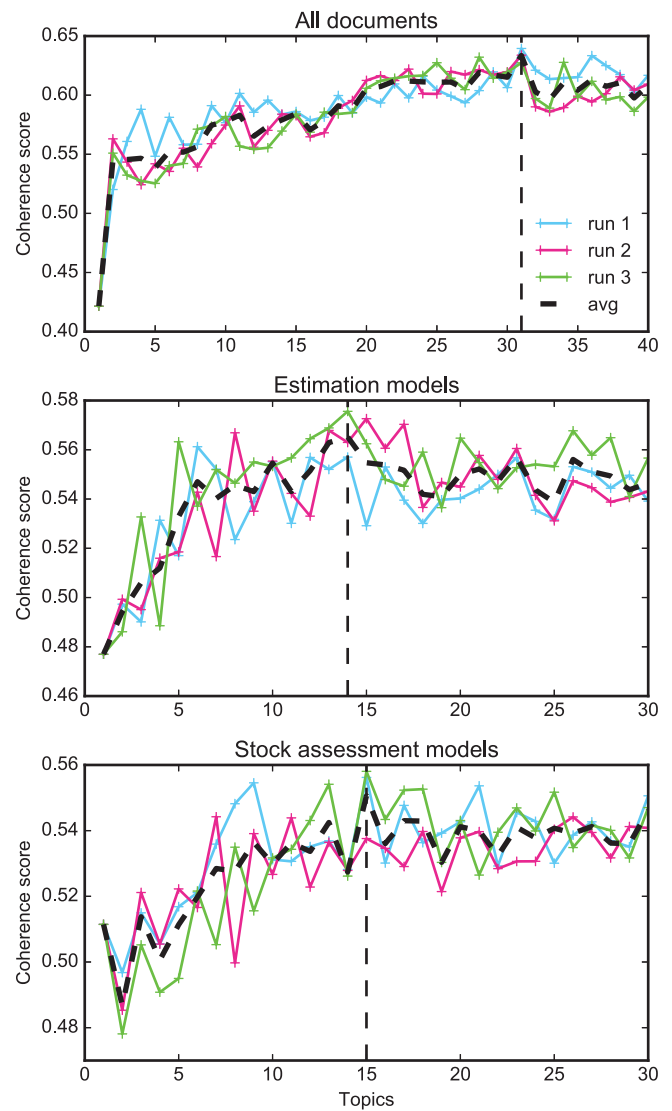 All documents
0.65
0.60
0.55
0.50
0.45
0.40
Coherence score
run 1
run 2
run 3
avg
0 5 10 15 20 25 30 35 40
Estimation models
0.58
0.56
0.54
0.52
0.50
0.48
0.46
Coherence score
0 5 10 15 20 25 30
Stock assessment models
0.56
0.54
0.52
0.50
0.48
Coherence score
0 5 10 15 20 25 30
Topics